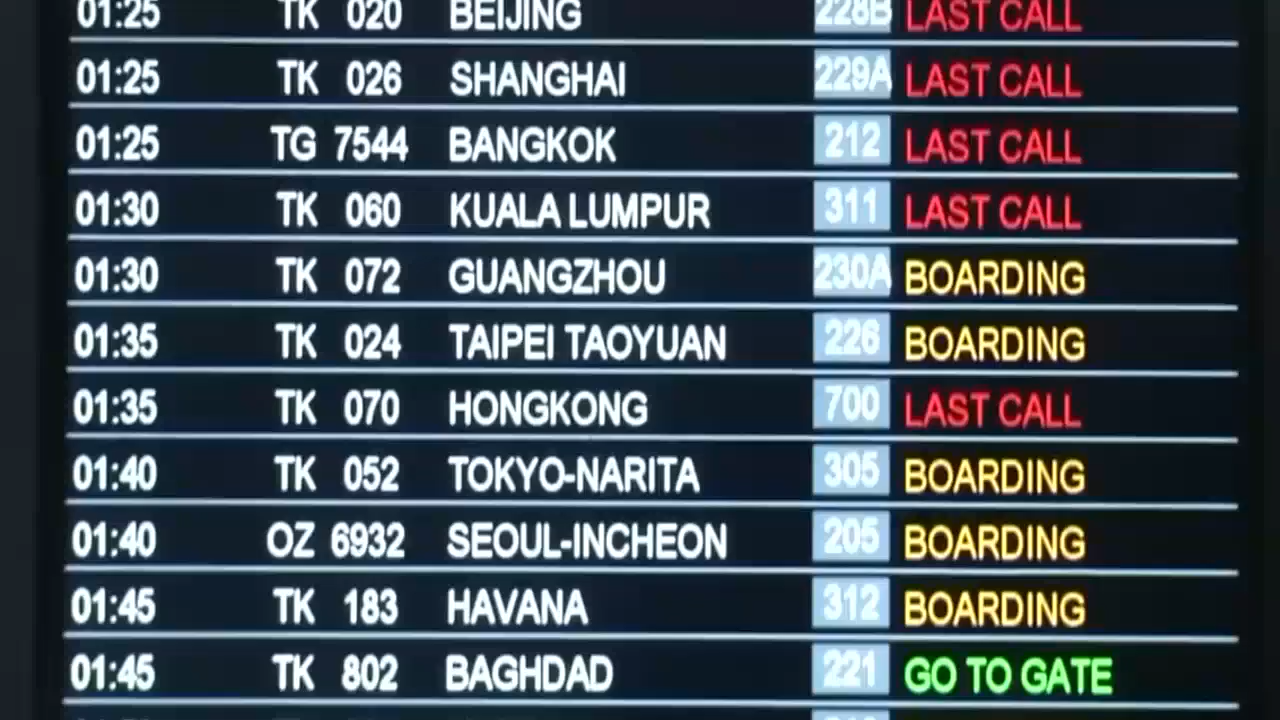 01:25 TK 020 BEIJING 228B LAST CALL
01:25 TK 026 SHANGHAI 229A LAST CALL
01:25 TG 7544 BANGKOK 212 LAST CALL
01:30 TK 060 KUALA LUMPUR 311 LAST CALL
01:30 TK 072 GUANGZHOU 230A BOARDING
01:35 TK 024 TAIPEI TAOYUAN 226 BOARDING
01:35 TK 070 HONGKONG 700 LAST CALL
01:40 TK 052 TOKYO-NARITA 305 BOARDING
01:40 OZ 6932 SEOUL-INCHEON 205 BOARDING
01:45 TK 183 HAVANA 312 BOARDING
01:45 TK 802 BAGHDAD 221 GO TO GATE